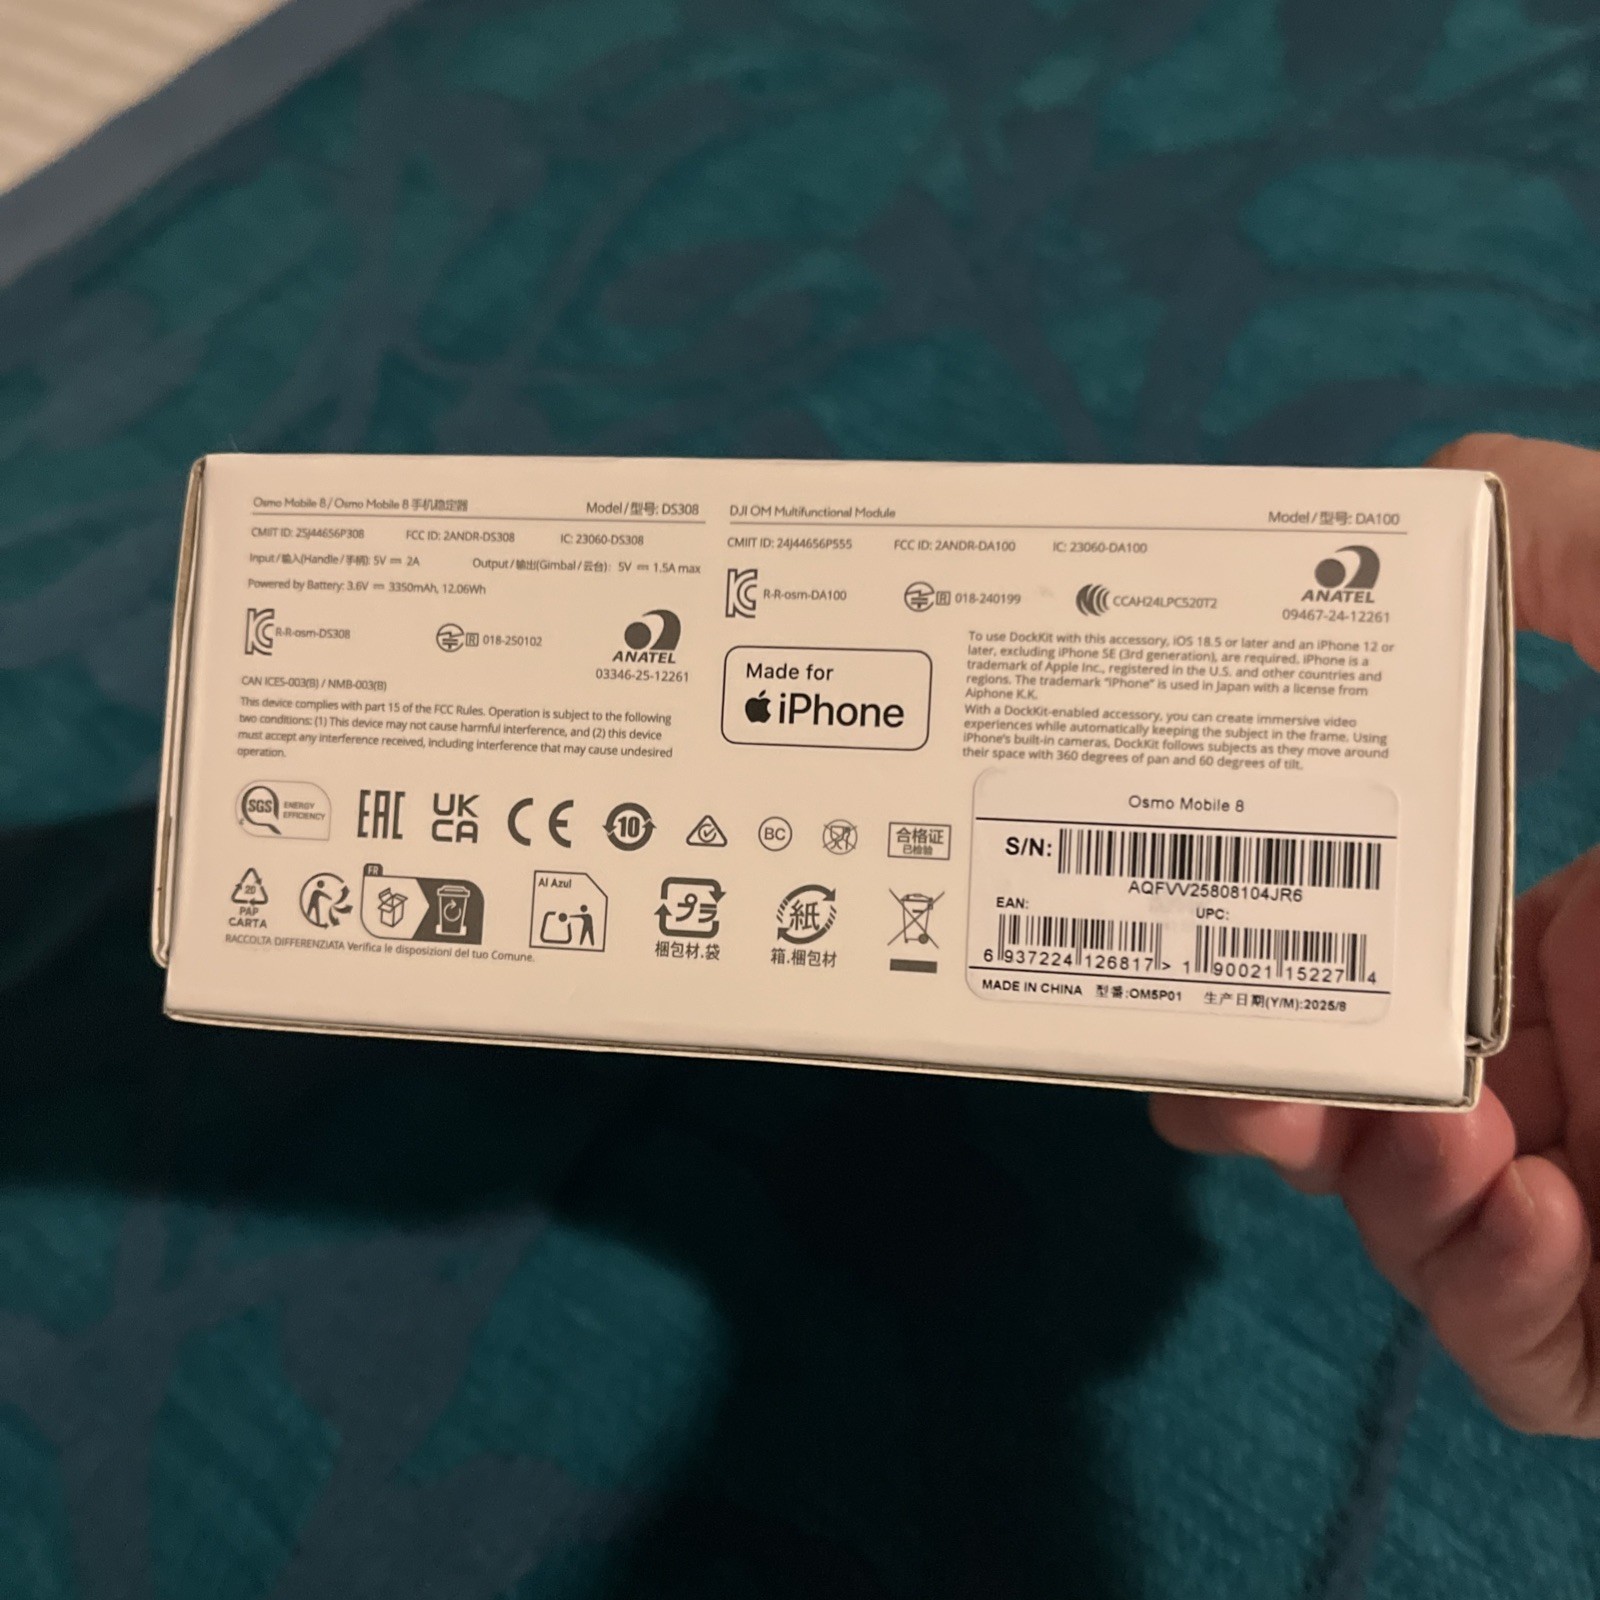 Osmo Mobile 8 / Osmo Mobile 8 手机稳定器 Model / 型号: DS308
CMIIT ID: 25J44656P308 FCC ID: 2ANDR-DS308 IC: 23060-DS308
Input / 输入(Handle / 手柄): 5V ⎓ 2A Output / 输出(Gimbal / 云台): 5V ⎓ 1.5A max
Powered by Battery: 3.6V ⎓ 3350mAh, 12.06Wh
R-R-osm-DS308 R 018-250102 ANATEL
03346-25-12261
CAN ICES-003(B) / NMB-003(B)
This device complies with part 15 of the FCC Rules. Operation is subject to the following
two conditions: (1) This device may not cause harmful interference, and (2) this device
must accept any interference received, including interference that may cause undesired
operation.
DJI OM Multifunctional Module Model / 型号: DA100
CMIIT ID: 24J44656P555 FCC ID: 2ANDR-DA100 IC: 23060-DA100
R-R-osm-DA100 R 018-240199 CCAH24LPC520T2 ANATEL
09467-24-12261
Made for
iPhone
To use DockKit with this accessory, iOS 18.5 or later and an iPhone 12 or
later, excluding iPhone SE (3rd generation), are required. iPhone is a
trademark of Apple Inc., registered in the U.S. and other countries and
regions. The trademark "iPhone" is used in Japan with a license from
Aiphone K.K.
With a DockKit-enabled accessory, you can create immersive video
experiences while automatically keeping the subject in the frame. Using
iPhone's built-in cameras, DockKit follows subjects as they move around
their space with 360 degrees of pan and 60 degrees of tilt.
SGS ENERGY
EFFICIENCY
EAC
UK
CA
CE
10
BC
合格证
已检验
20
PAP
CARTA
FR
Al Azul
プラ
梱包材.袋
紙
箱.梱包材
RACCOLTA DIFFERENZIATA Verifica le disposizioni del tuo Comune.
Osmo Mobile 8
S/N:
AQFVV25808104JR6
EAN: UPC:
6 937224 126817 > 1 90021 15227 4
MADE IN CHINA 型番:OM5P01 生产日期(Y/M):2025/8